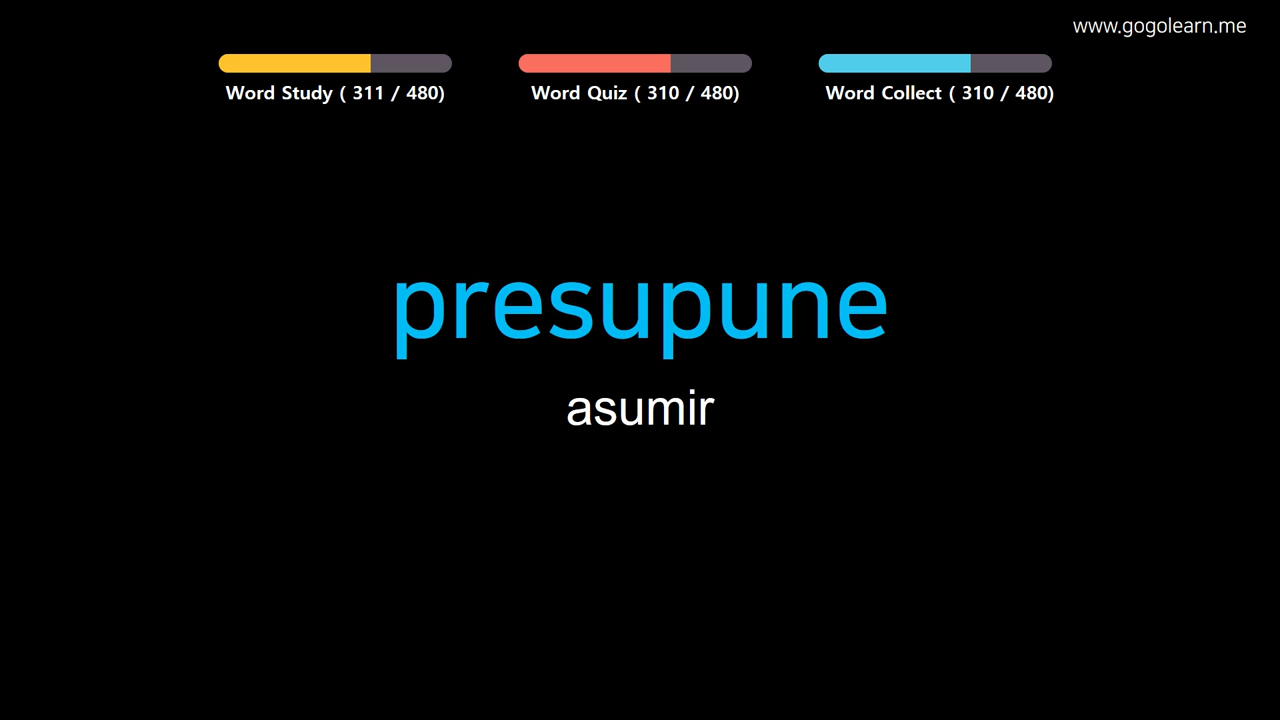 www.gogolearn.me
Word Study ( 311 / 480)
Word Quiz ( 310 / 480)
Word Collect ( 310 / 480)
presupune
asumir